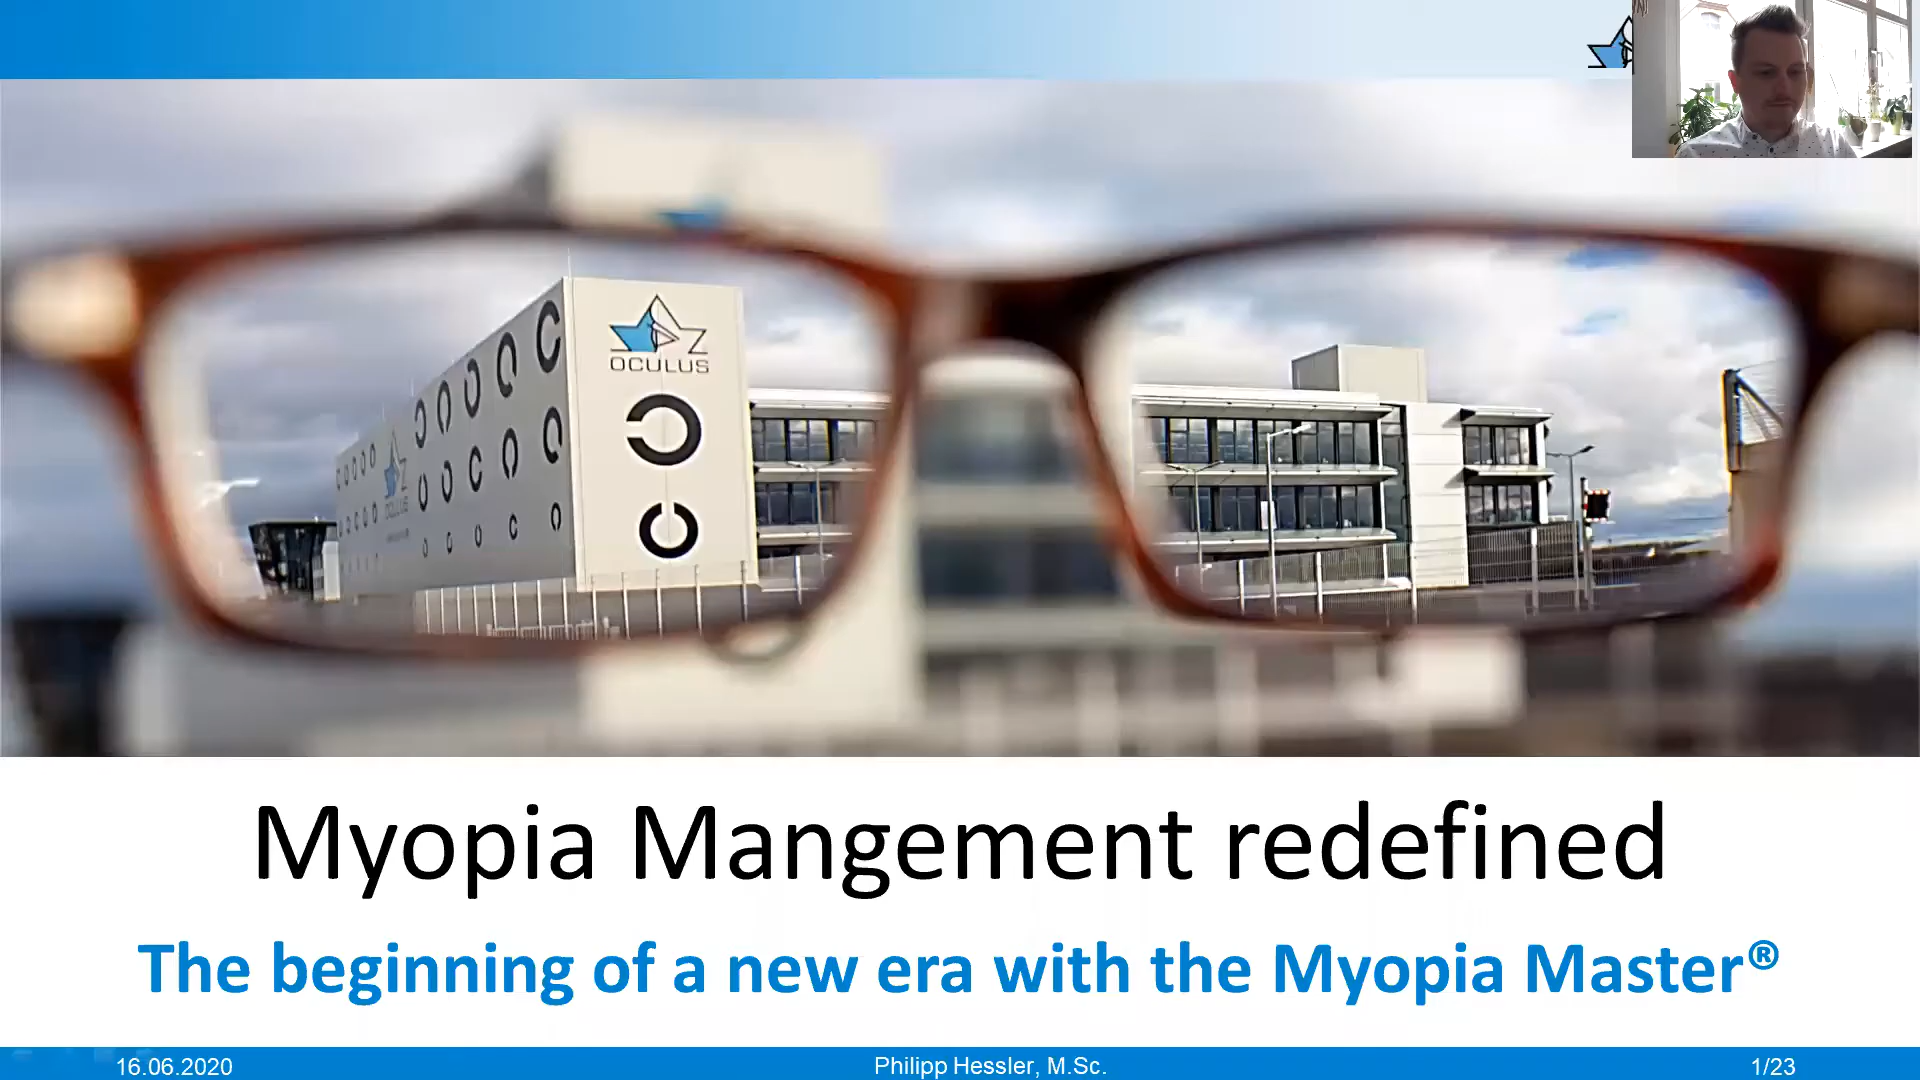 OCULUS
OCULUS
Myopia Mangement redefined
The beginning of a new era with the Myopia Master®
16.06.2020
Philipp Hessler, M.Sc.
1/23